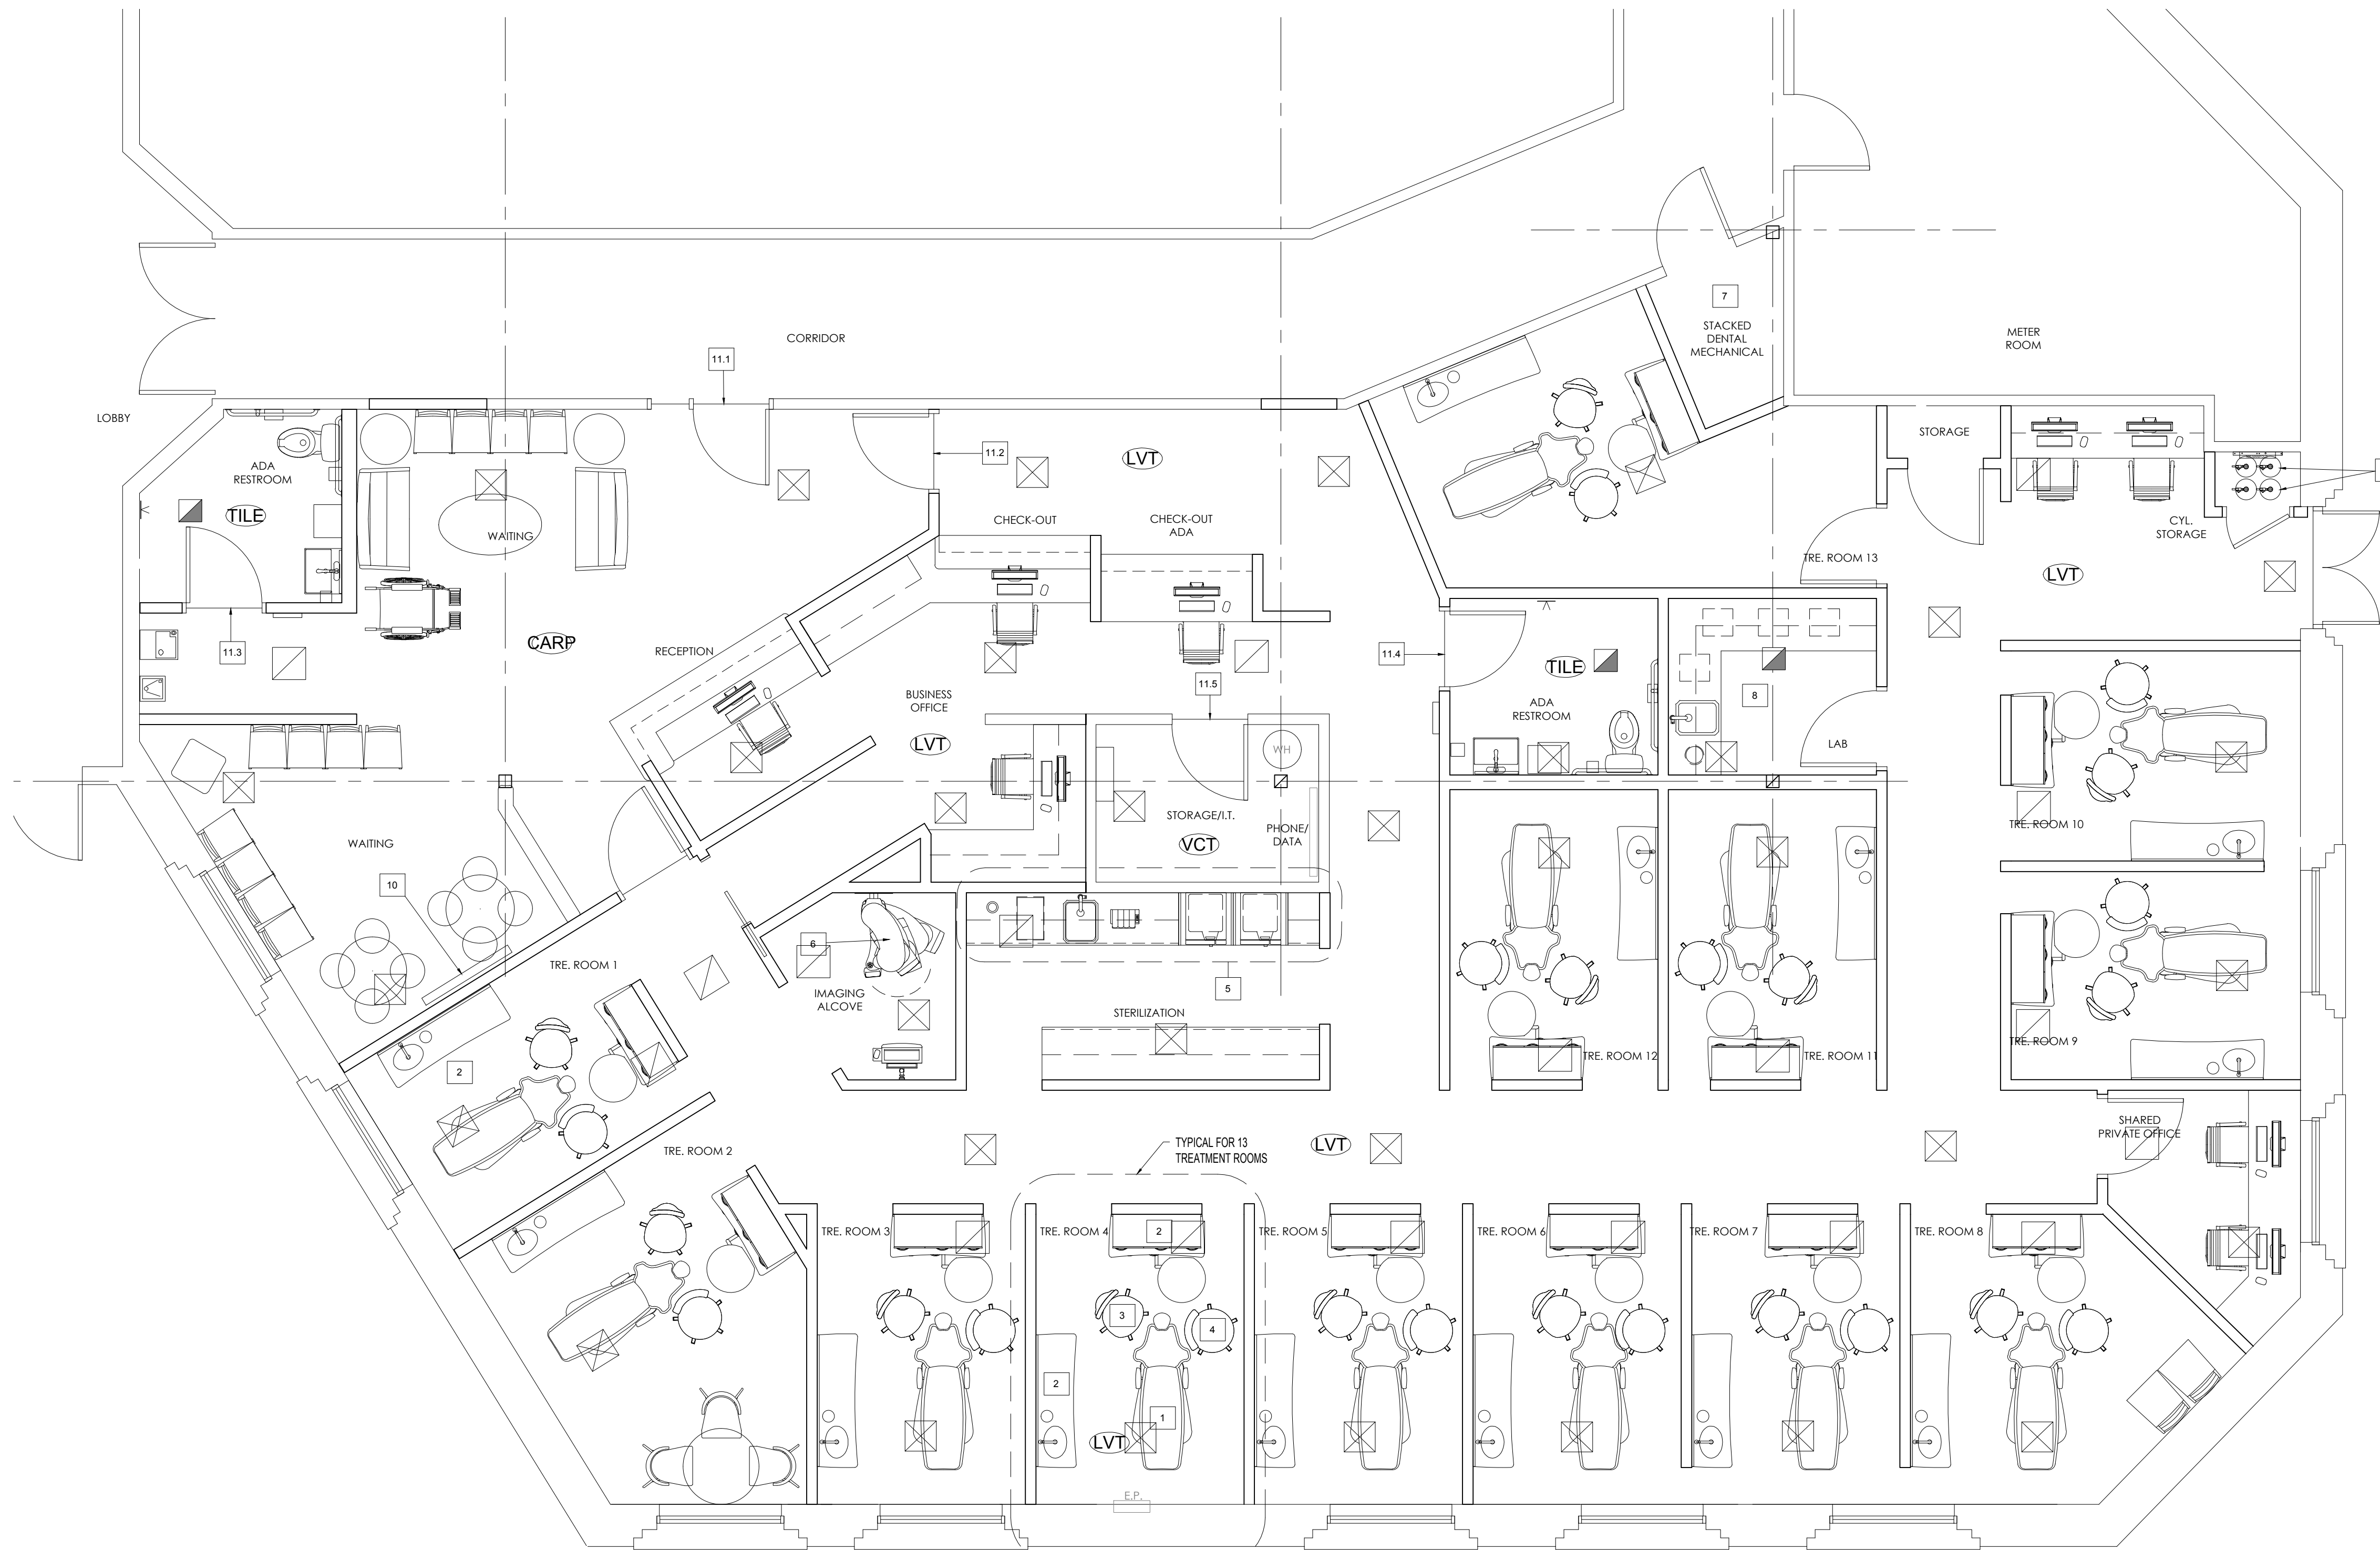 7
STACKED
DENTAL
MECHANICAL
METER
ROOM
CORRIDOR
11.1
LOBBY
STORAGE
11.2
LVT
ADA
RESTROOM
TILE
WAITING
CHECK-OUT
CHECK-OUT
ADA
CYL.
STORAGE
TRE. ROOM 13
LVT
11.3
CARP
RECEPTION
11.4
TILE
11.5
BUSINESS
OFFICE
LVT
ADA
RESTROOM
8
LAB
WH
STORAGE/I.T.
VCT
PHONE/
DATA
TRE. ROOM 10
WAITING
10
6
TRE. ROOM 1
IMAGING
ALCOVE
5
STERILIZATION
TRE. ROOM 12
TRE. ROOM 11
TRE. ROOM 9
2
TRE. ROOM 2
TYPICAL FOR 13
TREATMENT ROOMS
LVT
SHARED
PRIVATE OFFICE
TRE. ROOM 3
TRE. ROOM 4
2
TRE. ROOM 5
TRE. ROOM 6
TRE. ROOM 7
TRE. ROOM 8
3
4
2
1
LVT
E.P.